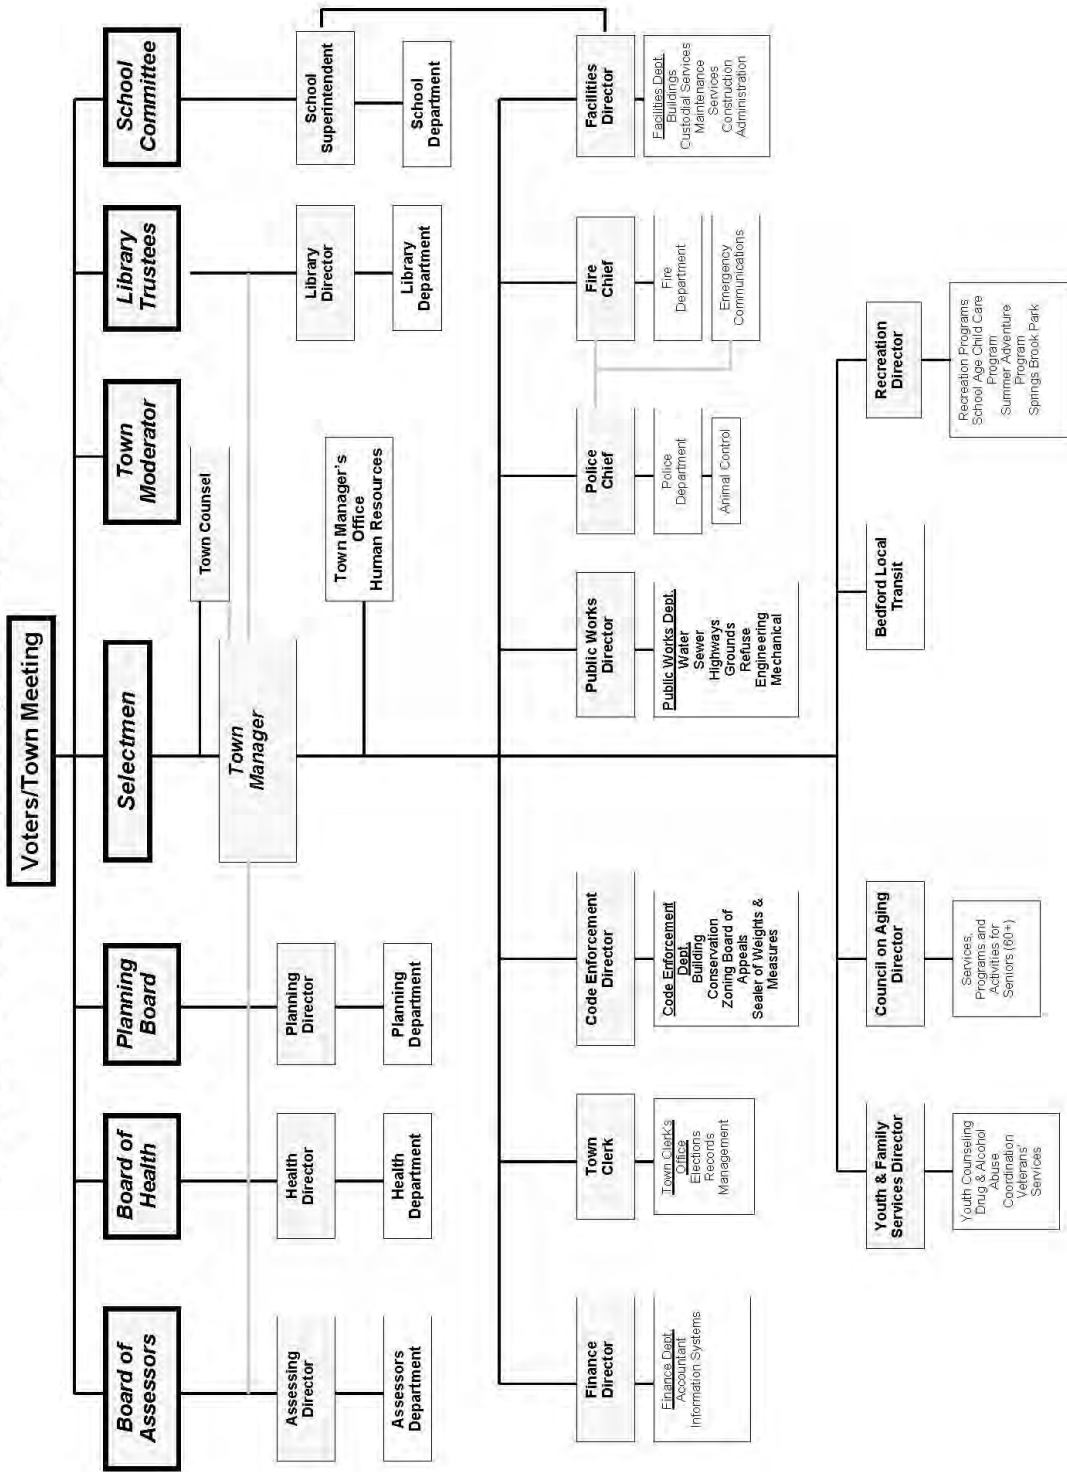 Voters/Town Meeting
Board of
Assessors
Board of
Health
Planning
Board
Selectmen
Town
Moderator
Library
Trustees
School
Committee
Town Counsel
Town
Manager
Assessing
Director
Health
Director
Planning
Director
Library
Director
School
Superintendent
Town Manager's
Office
Human Resources
Assessors
Department
Health
Department
Planning
Department
Library
Department
School
Department
Finance
Director
Town
Clerk
Code Enforcement
Director
Public Works
Director
Police
Chief
Fire
Chief
Facilities
Director
Finance Dept.
Accountant
Information Systems
Town Clerk's
Office
Elections
Records
Management
Code Enforcement
Dept.
Building
Conservation
Zoning Board of
Appeals
Sealer of Weights &
Measures
Public Works Dept.
Water
Sewer
Highways
Grounds
Refuse
Engineering
Mechanical
Police
Department
Animal Control
Fire
Department
Emergency
Communications
Facilities Dept.
Buildings
Custodial Services
Maintenance
Services
Construction
Administration
Youth & Family
Services Director
Council on Aging
Director
Bedford Local
Transit
Recreation
Director
Youth Counseling
Drug & Alcohol
Abuse
Coordination
Veterans'
Services
Services,
Programs and
Activities for
Seniors (60+)
Recreation Programs
School Age Child Care
Program
Summer Adventure
Program
Springs Brook Park